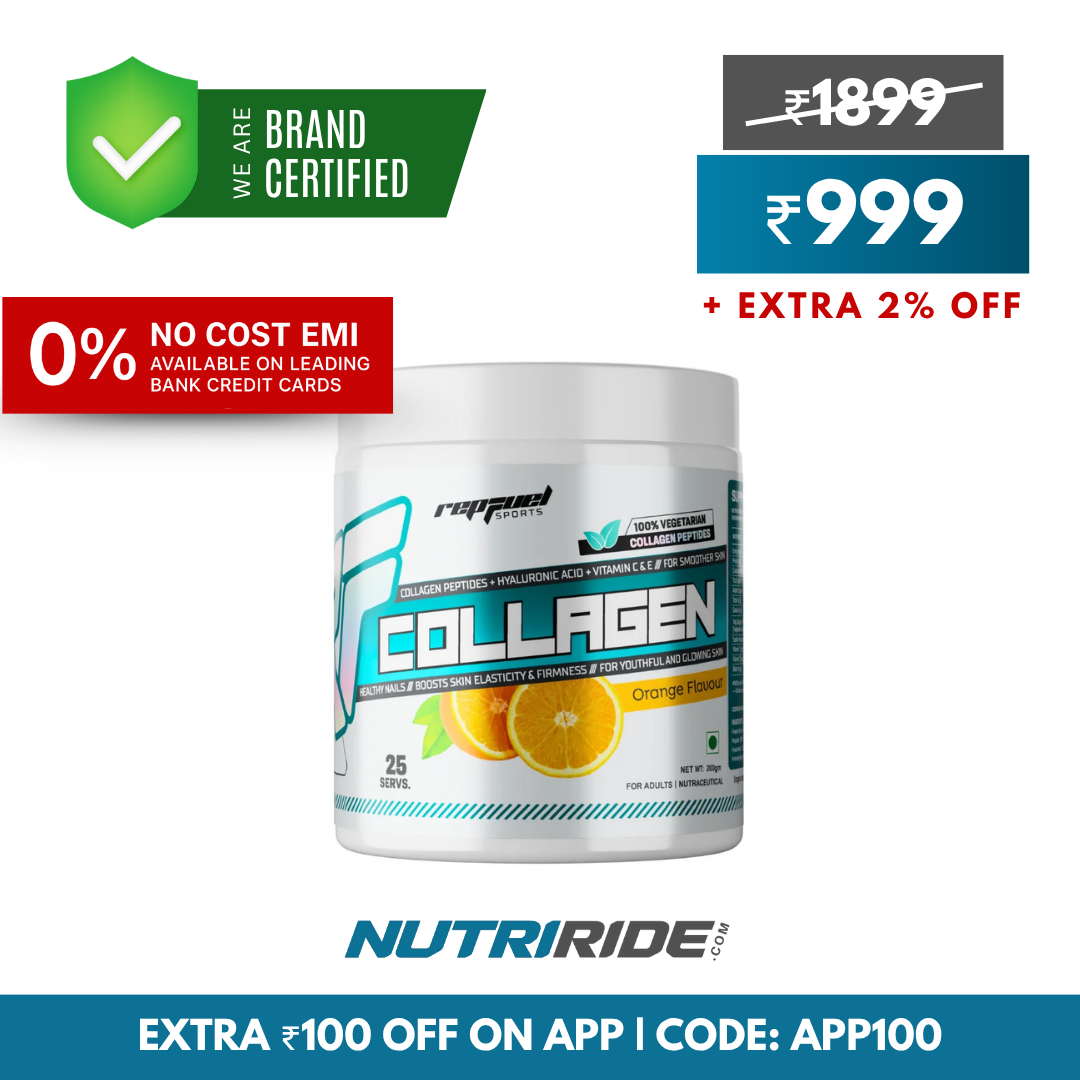 WE ARE
BRAND
CERTIFIED
₹1899
₹999
+ EXTRA 2% OFF
0%
NO COST EMI
AVAILABLE ON LEADING
BANK CREDIT CARDS
repfuel
SPORTS
100% VEGETARIAN
COLLAGEN PEPTIDES
COLLAGEN PEPTIDES + HYALURONIC ACID + VITAMIN C & E /// FOR SMOOTHER SKIN
COLLAGEN
HEALTHY NAILS /// BOOSTS SKIN ELASTICITY & FIRMNESS /// FOR YOUTHFUL AND GLOWING SKIN
Orange Flavour
25
SERVS.
NET WT: 200gm
FOR ADULTS | NUTRACEUTICAL
NUTRIRIDE.COM
EXTRA ₹100 OFF ON APP | CODE: APP100